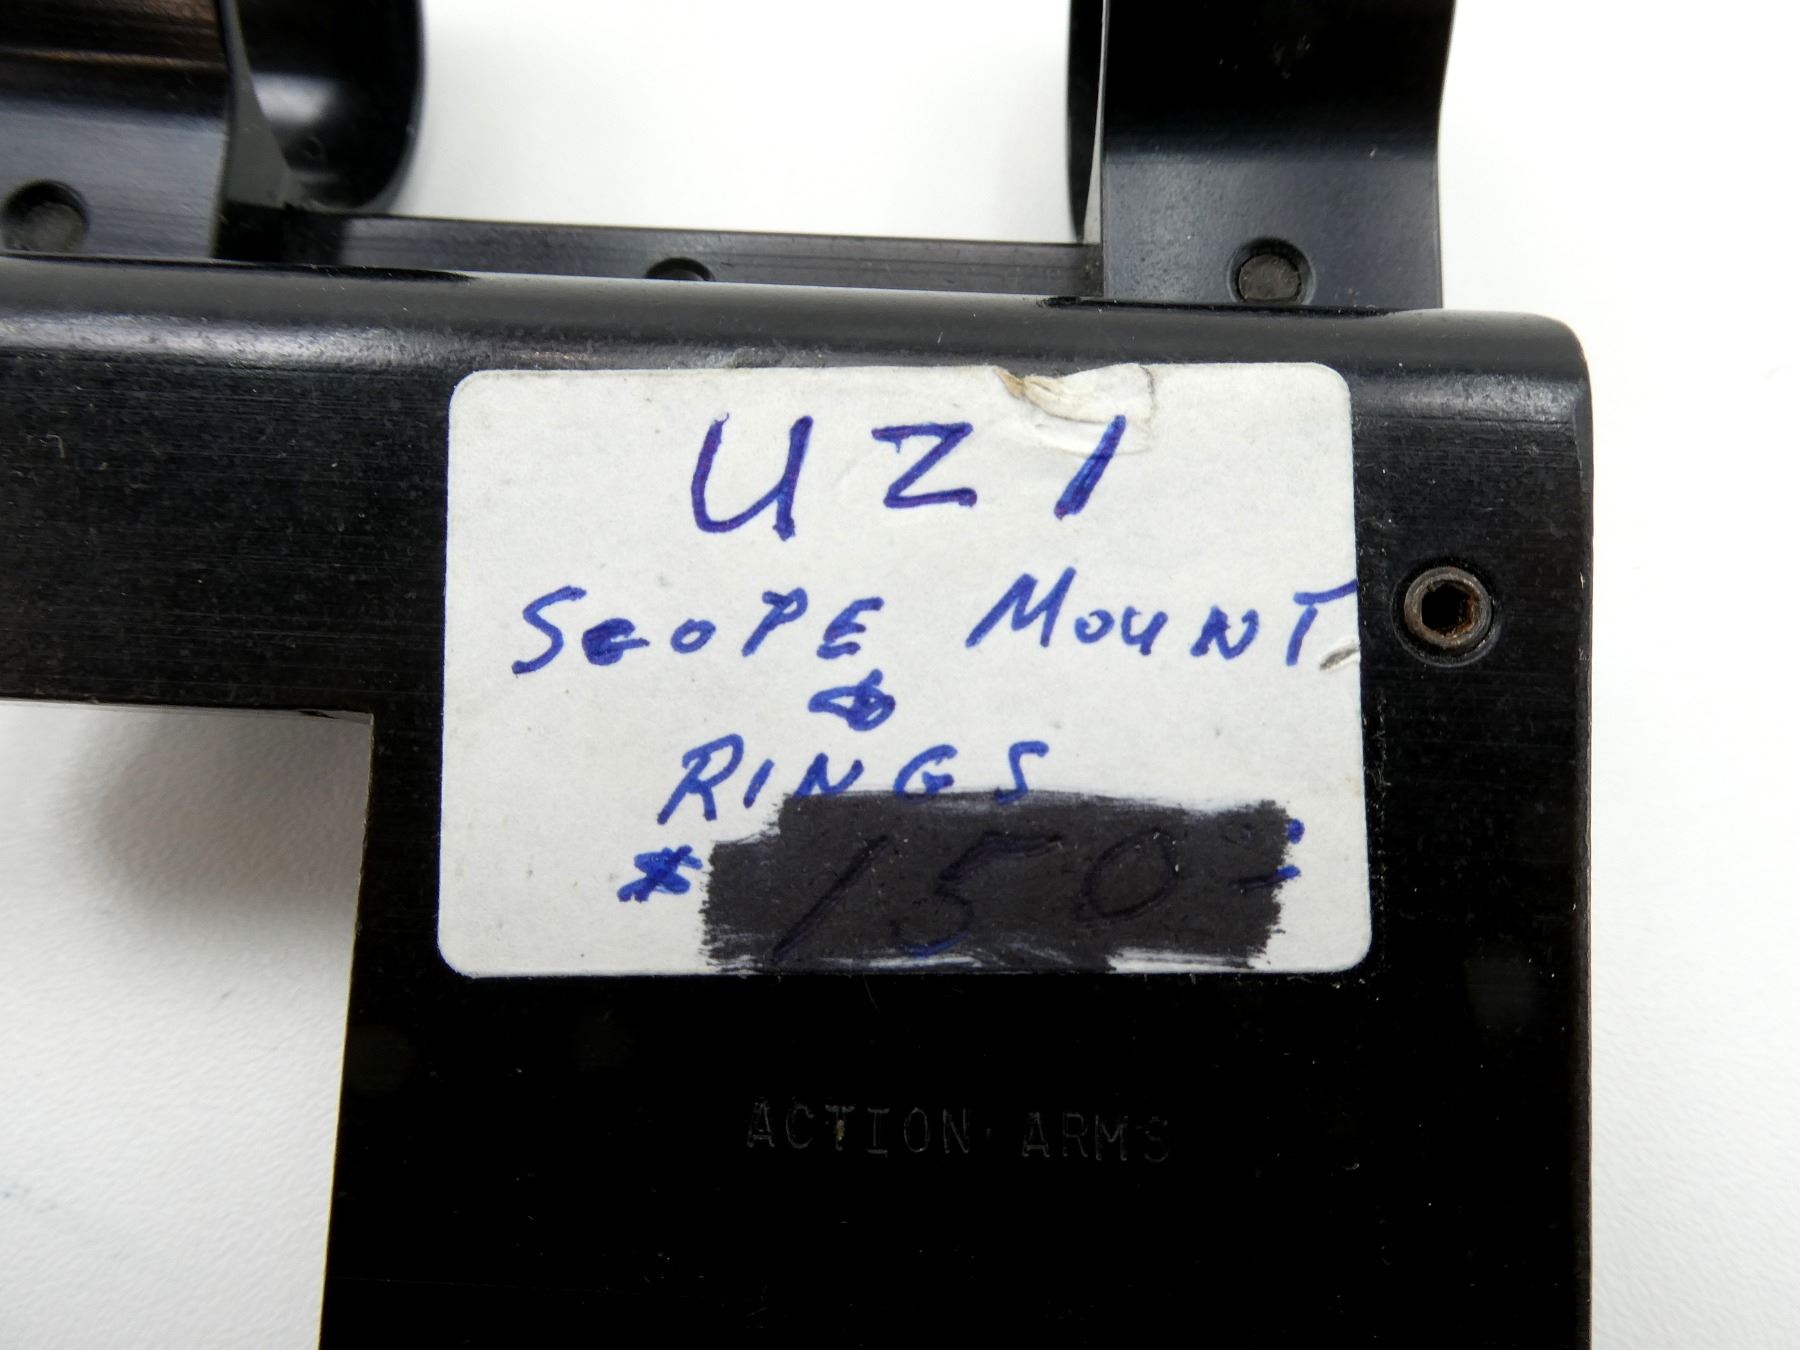 UZI
SCOPE MOUNT
&
RINGS
* 150
ACTION ARMS